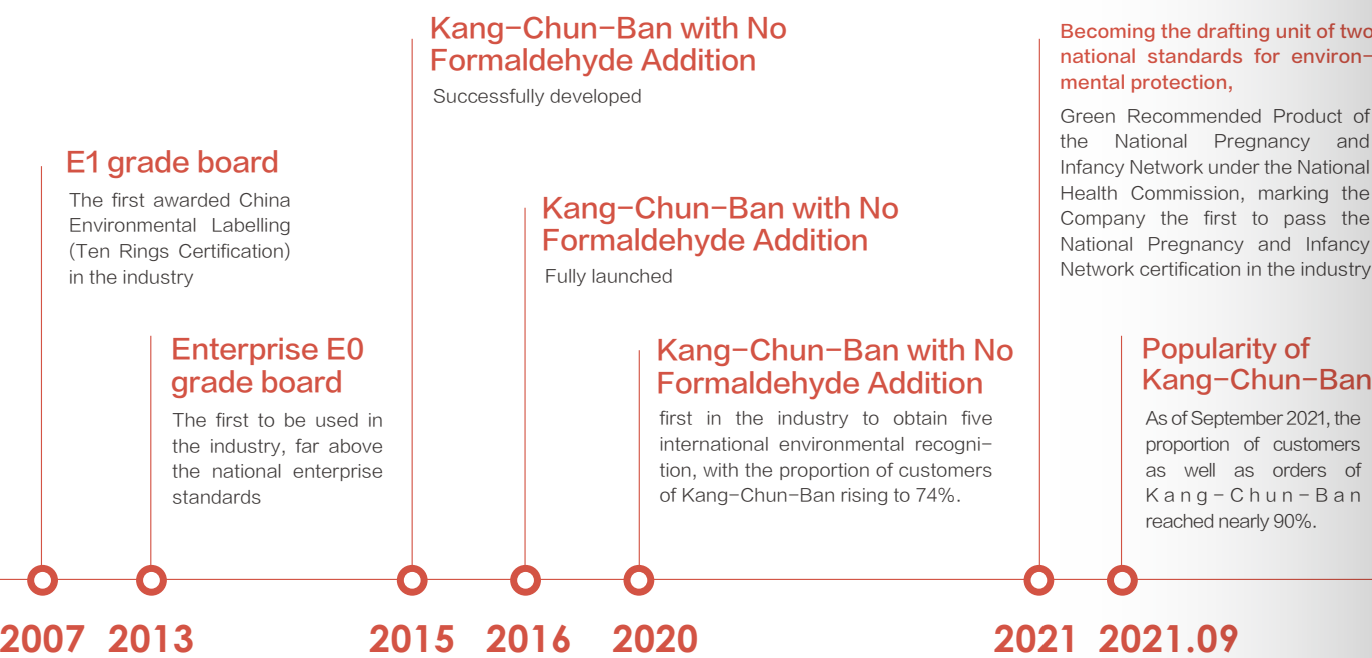 E1 grade board
The first awarded China
Environmental Labelling
(Ten Rings Certification)
in the industry
Enterprise E0
grade board
The first to be used in
the industry, far above
the national enterprise
standards
Kang-Chun-Ban with No
Formaldehyde Addition
Successfully developed
Kang-Chun-Ban with No
Formaldehyde Addition
Fully launched
Kang-Chun-Ban with No
Formaldehyde Addition
first in the industry to obtain five
international environmental recogni-
tion, with the proportion of customers
of Kang-Chun-Ban rising to 74%.
Becoming the drafting unit of two
national standards for environ-
mental protection,
Green Recommended Product of
the National Pregnancy and
Infancy Network under the National
Health Commission, marking the
Company the first to pass the
National Pregnancy and Infancy
Network certification in the industry
Popularity of
Kang-Chun-Ban
As of September 2021, the
proportion of customers
as well as orders of
Kang-Chun-Ban
reached nearly 90%.
2007 2013 2015 2016 2020 2021 2021.09